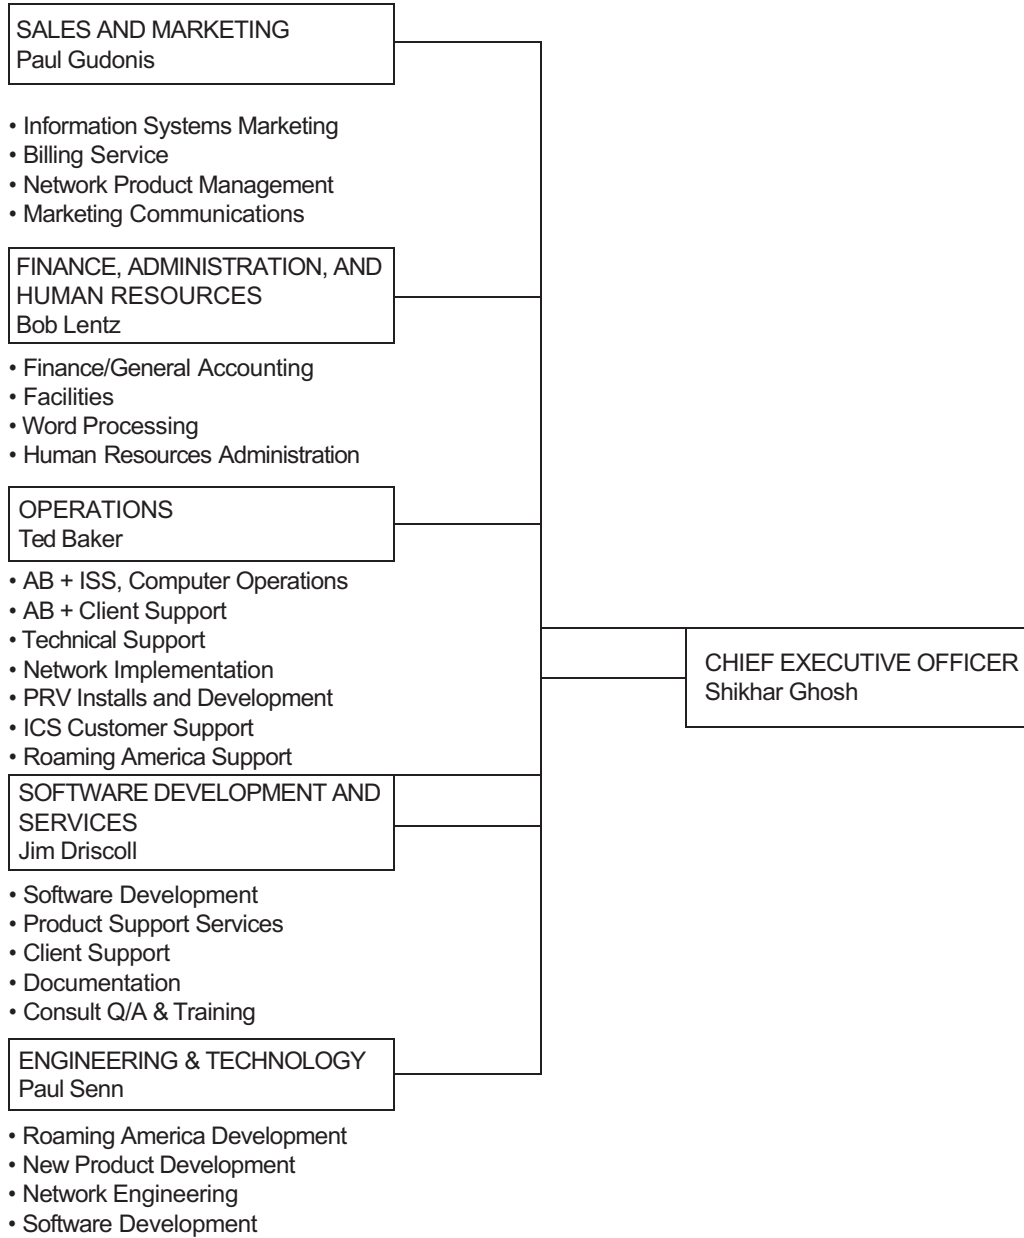 SALES AND MARKETING
Paul Gudonis
• Information Systems Marketing
• Billing Service
• Network Product Management
• Marketing Communications
FINANCE, ADMINISTRATION, AND
HUMAN RESOURCES
Bob Lentz
• Finance/General Accounting
• Facilities
• Word Processing
• Human Resources Administration
OPERATIONS
Ted Baker
• AB + ISS, Computer Operations
• AB + Client Support
• Technical Support
• Network Implementation
• PRV Installs and Development
• ICS Customer Support
• Roaming America Support
CHIEF EXECUTIVE OFFICER
Shikhar Ghosh
SOFTWARE DEVELOPMENT AND
SERVICES
Jim Driscoll
• Software Development
• Product Support Services
• Client Support
• Documentation
• Consult Q/A & Training
ENGINEERING & TECHNOLOGY
Paul Senn
• Roaming America Development
• New Product Development
• Network Engineering
• Software Development